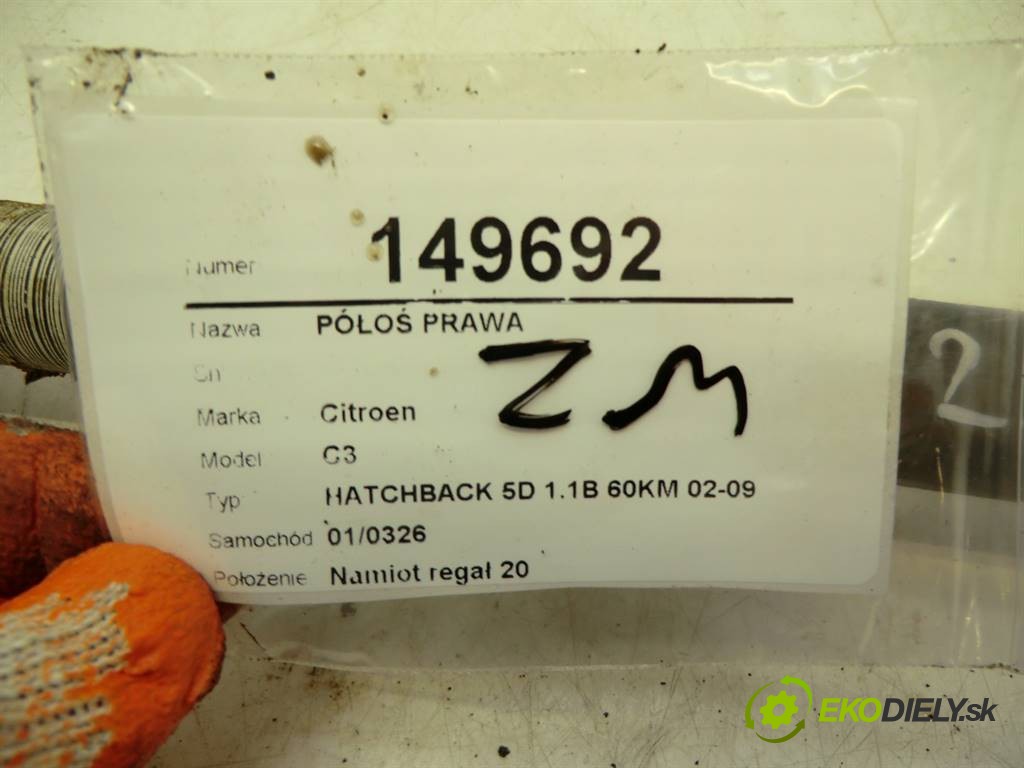 Numer 149692
Nazwa PÓŁOŚ PRAWA
Sn
ZM
Marka Citroen
Model C3
Typ HATCHBACK 5D 1.1B 60KM 02-09
Samochód 01/0326
Położenie Namiot regał 20
2
EKODIELY.sk